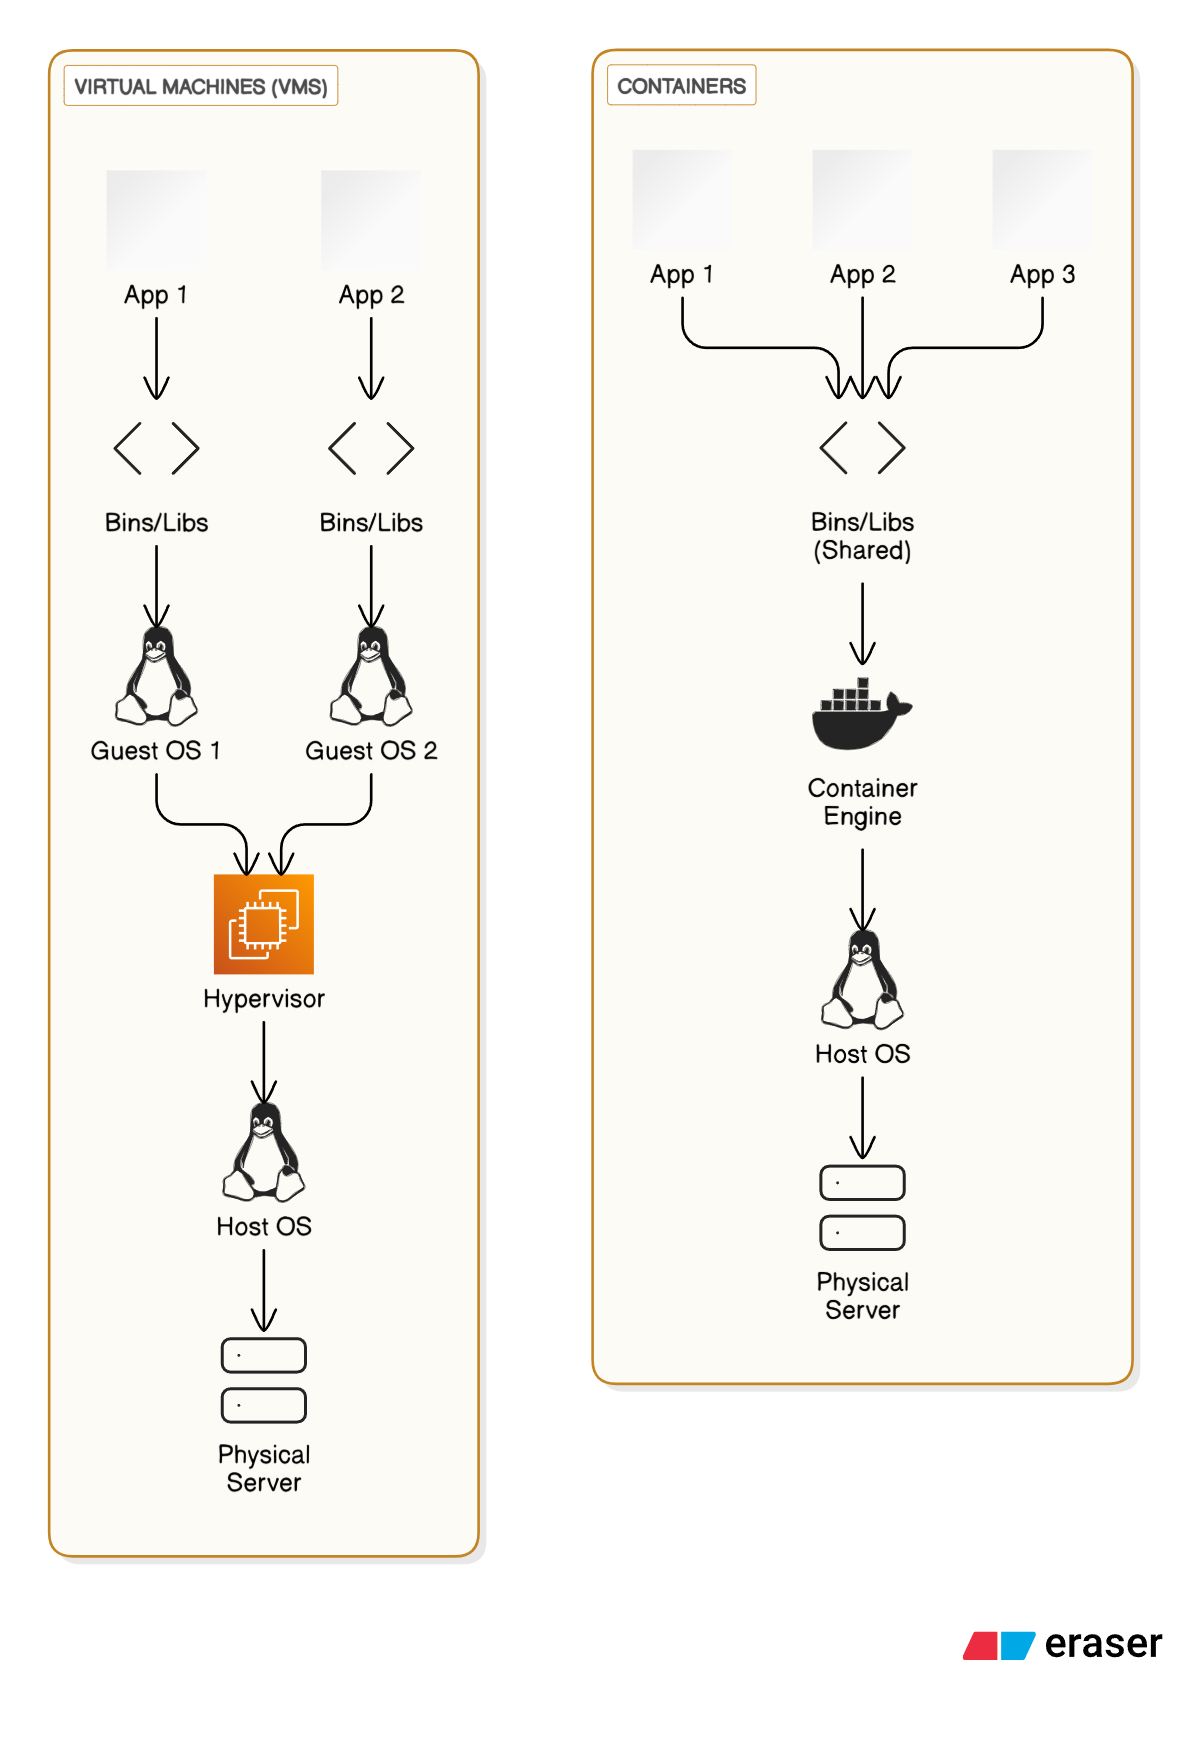 VIRTUAL MACHINES (VMS)
App 1
App 2
Bins/Libs
Bins/Libs
Guest OS 1
Guest OS 2
Hypervisor
Host OS
Physical
Server
CONTAINERS
App 1
App 2
App 3
Bins/Libs
(Shared)
Container
Engine
Host OS
Physical
Server
eraser